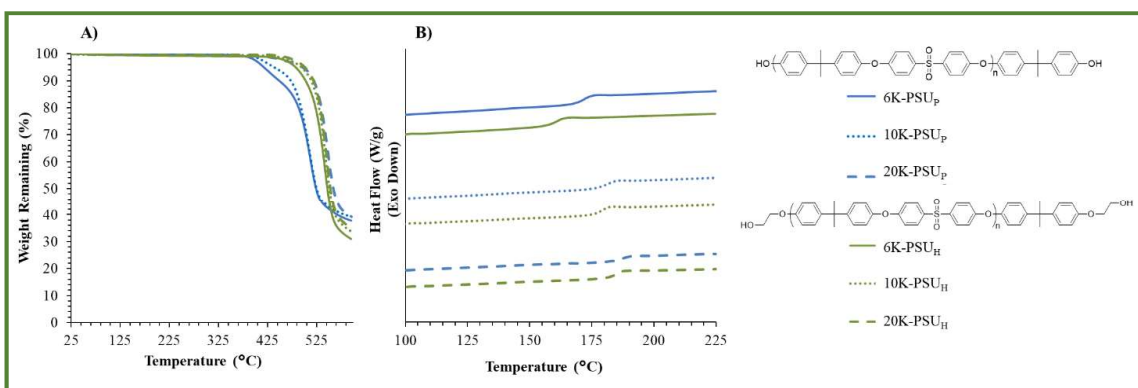 A)
100
90
80
70
60
50
40
30
20
10
0
Weight Remaining (%)
25 125 225 325 425 525
Temperature (°C)
B)
Heat Flow (W/g)
(Exo Down)
100 125 150 175 200 225
Temperature (°C)
HO O O S O O n OH
6K-PSUP
10K-PSUP
20K-PSUP
HO O O O S O O n O OH
6K-PSUH
10K-PSUH
20K-PSUH